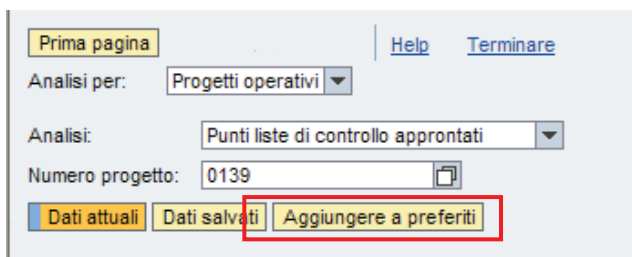 Prima pagina Help Terminare
Analisi per: Progetti operativi
Analisi: Punti liste di controllo approntati
Numero progetto: 0139
Dati attuali Dati salvati Aggiungere a preferiti